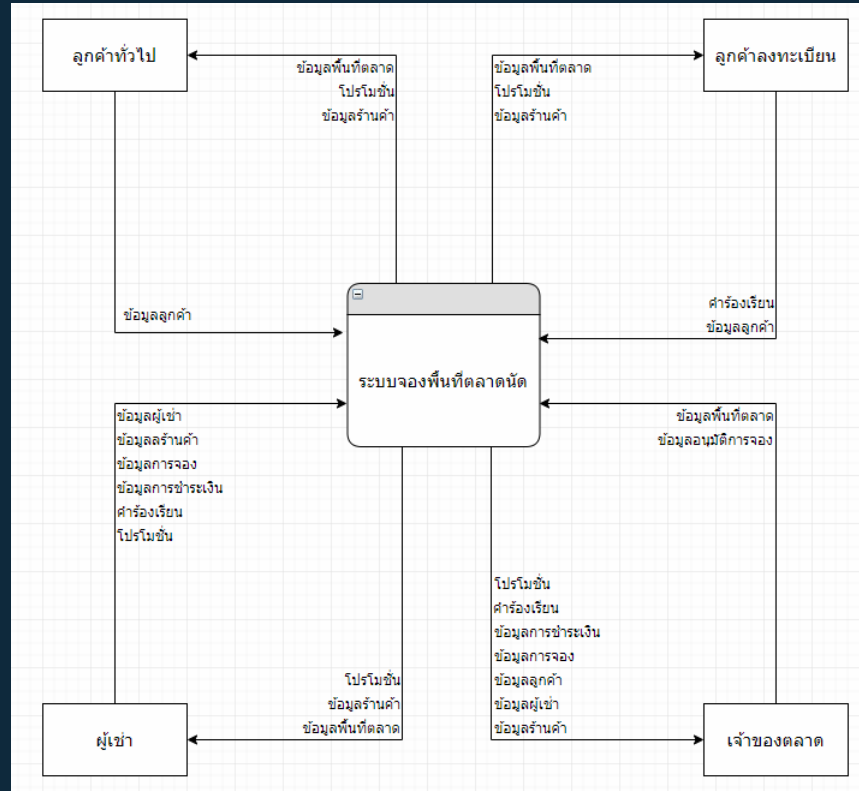 ลูกค้าทั่วไป
ข้อมูลพื้นที่ตลาด
โปรโมชั่น
ข้อมูลร้านค้า
ข้อมูลพื้นที่ตลาด
โปรโมชั่น
ข้อมูลร้านค้า
ลูกค้าลงทะเบียน
ข้อมูลลูกค้า
คำร้องเรียน
ข้อมูลลูกค้า
ระบบจองพื้นที่ตลาดนัด
ข้อมูลผู้เช่า
ข้อมูลลร้านค้า
ข้อมูลการจอง
ข้อมูลการชำระเงิน
คำร้องเรียน
โปรโมชั่น
ข้อมูลพื้นที่ตลาด
ข้อมูลอนุมัติการจอง
โปรโมชั่น
ข้อมูลร้านค้า
ข้อมูลพื้นที่ตลาด
โปรโมชั่น
คำร้องเรียน
ข้อมูลการชำระเงิน
ข้อมูลการจอง
ข้อมูลลูกค้า
ข้อมูลผู้เช่า
ข้อมูลร้านค้า
ผู้เช่า
เจ้าของตลาด